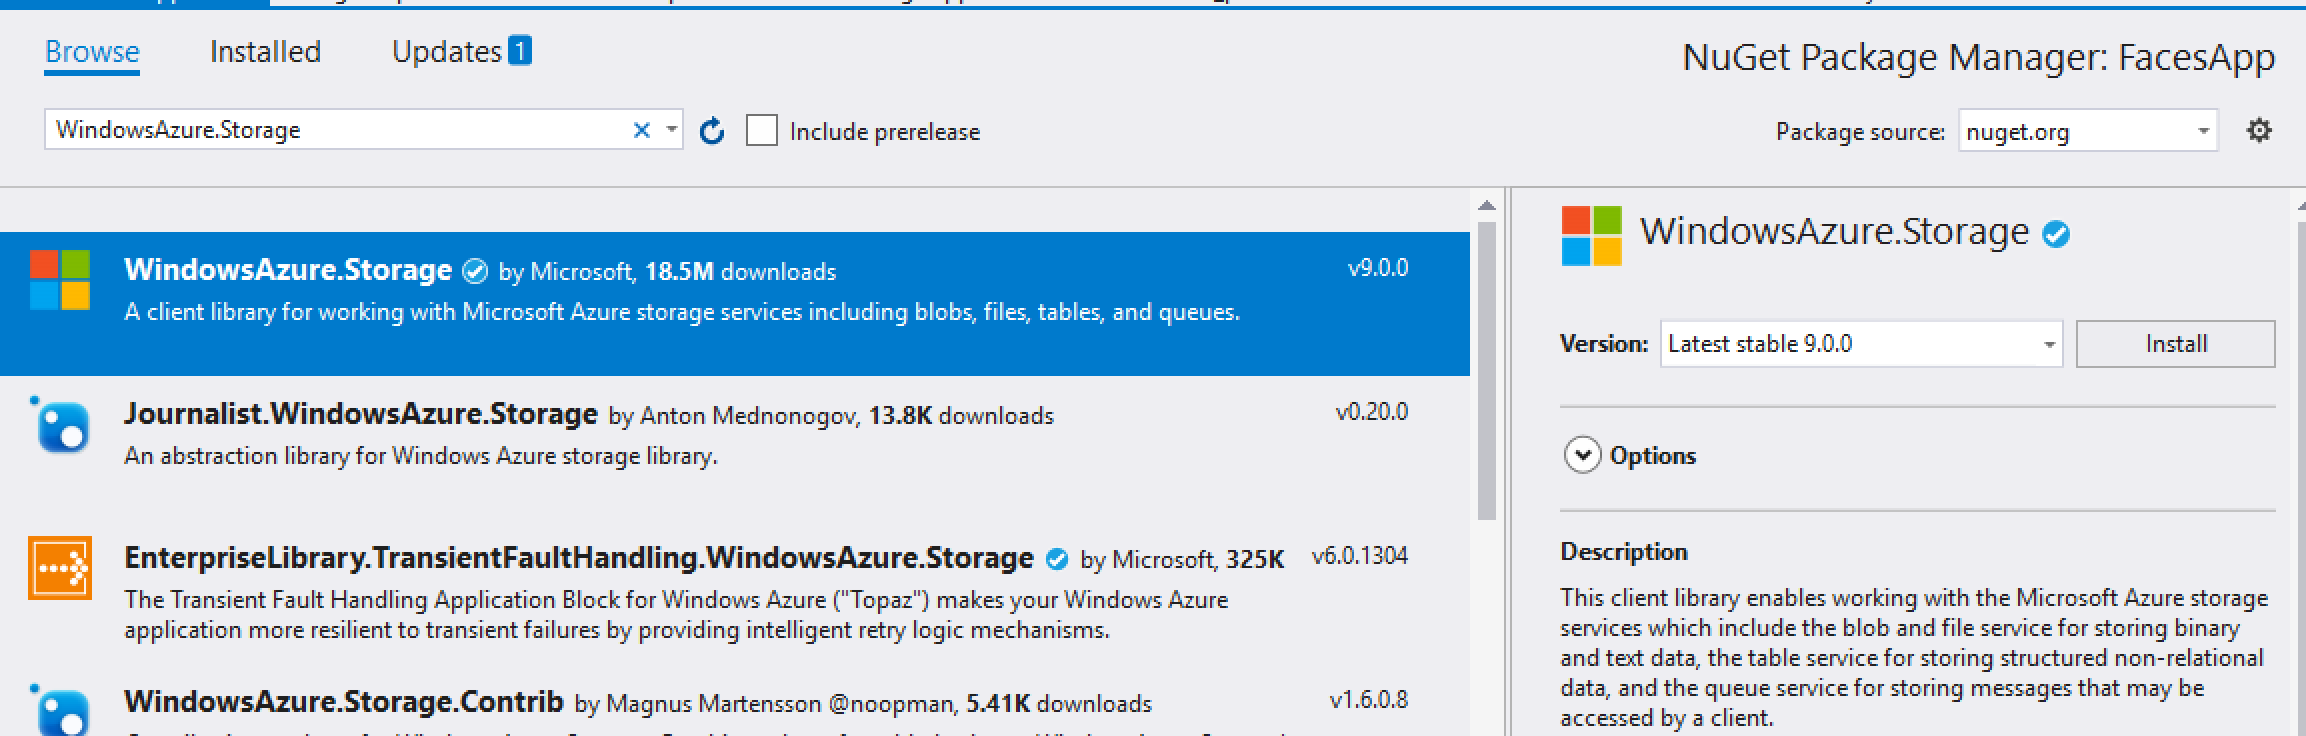 Browse
Installed
Updates 1
NuGet Package Manager: FacesApp
WindowsAzure.Storage
Include prerelease
Package source: nuget.org
WindowsAzure.Storage by Microsoft, 18.5M downloads
v9.0.0
A client library for working with Microsoft Azure storage services including blobs, files, tables, and queues.
Journalist.WindowsAzure.Storage by Anton Mednonogov, 13.8K downloads
v0.20.0
An abstraction library for Windows Azure storage library.
EnterpriseLibrary.TransientFaultHandling.WindowsAzure.Storage by Microsoft, 325K
v6.0.1304
The Transient Fault Handling Application Block for Windows Azure ("Topaz") makes your Windows Azure
application more resilient to transient failures by providing intelligent retry logic mechanisms.
WindowsAzure.Storage.Contrib by Magnus Martensson @noopman, 5.41K downloads
v1.6.0.8
WindowsAzure.Storage
Version: Latest stable 9.0.0
Install
Options
Description
This client library enables working with the Microsoft Azure storage
services which include the blob and file service for storing binary
and text data, the table service for storing structured non-relational
data, and the queue service for storing messages that may be
accessed by a client.